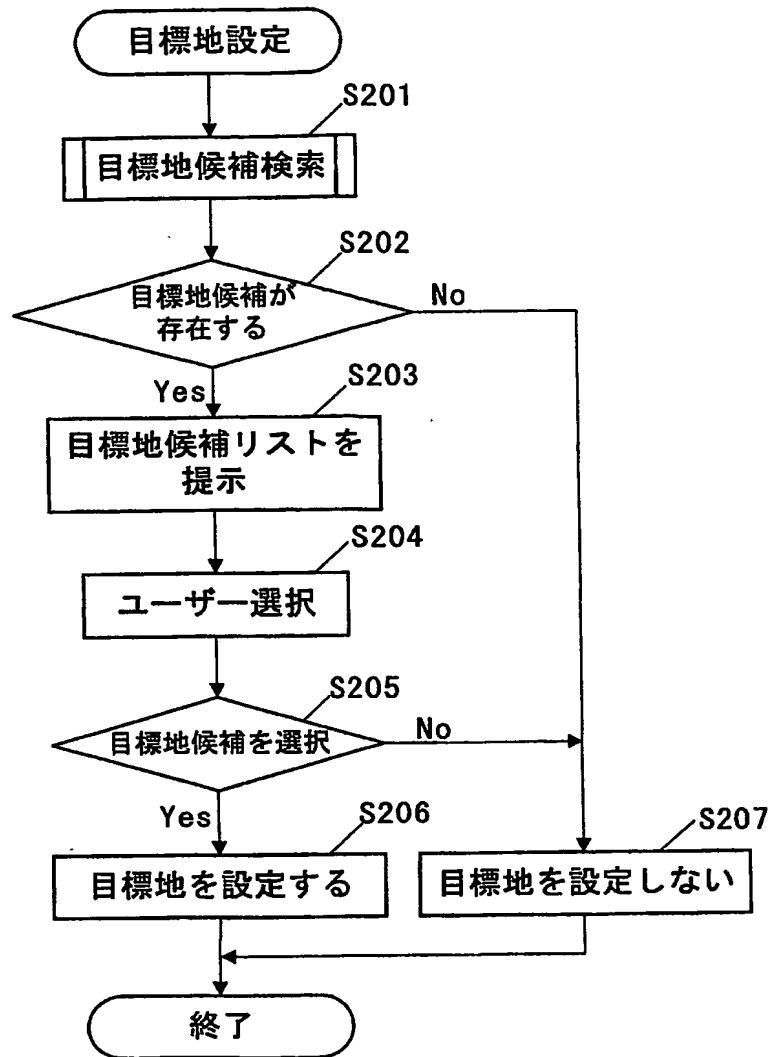 目標地設定
S201
目標地候補検索
S202
目標地候補が
存在する
No
Yes
S203
目標地候補リストを
提示
S204
ユーザー選択
S205
目標地候補を選択
No
Yes
S206
目標地を設定する
S207
目標地を設定しない
終了